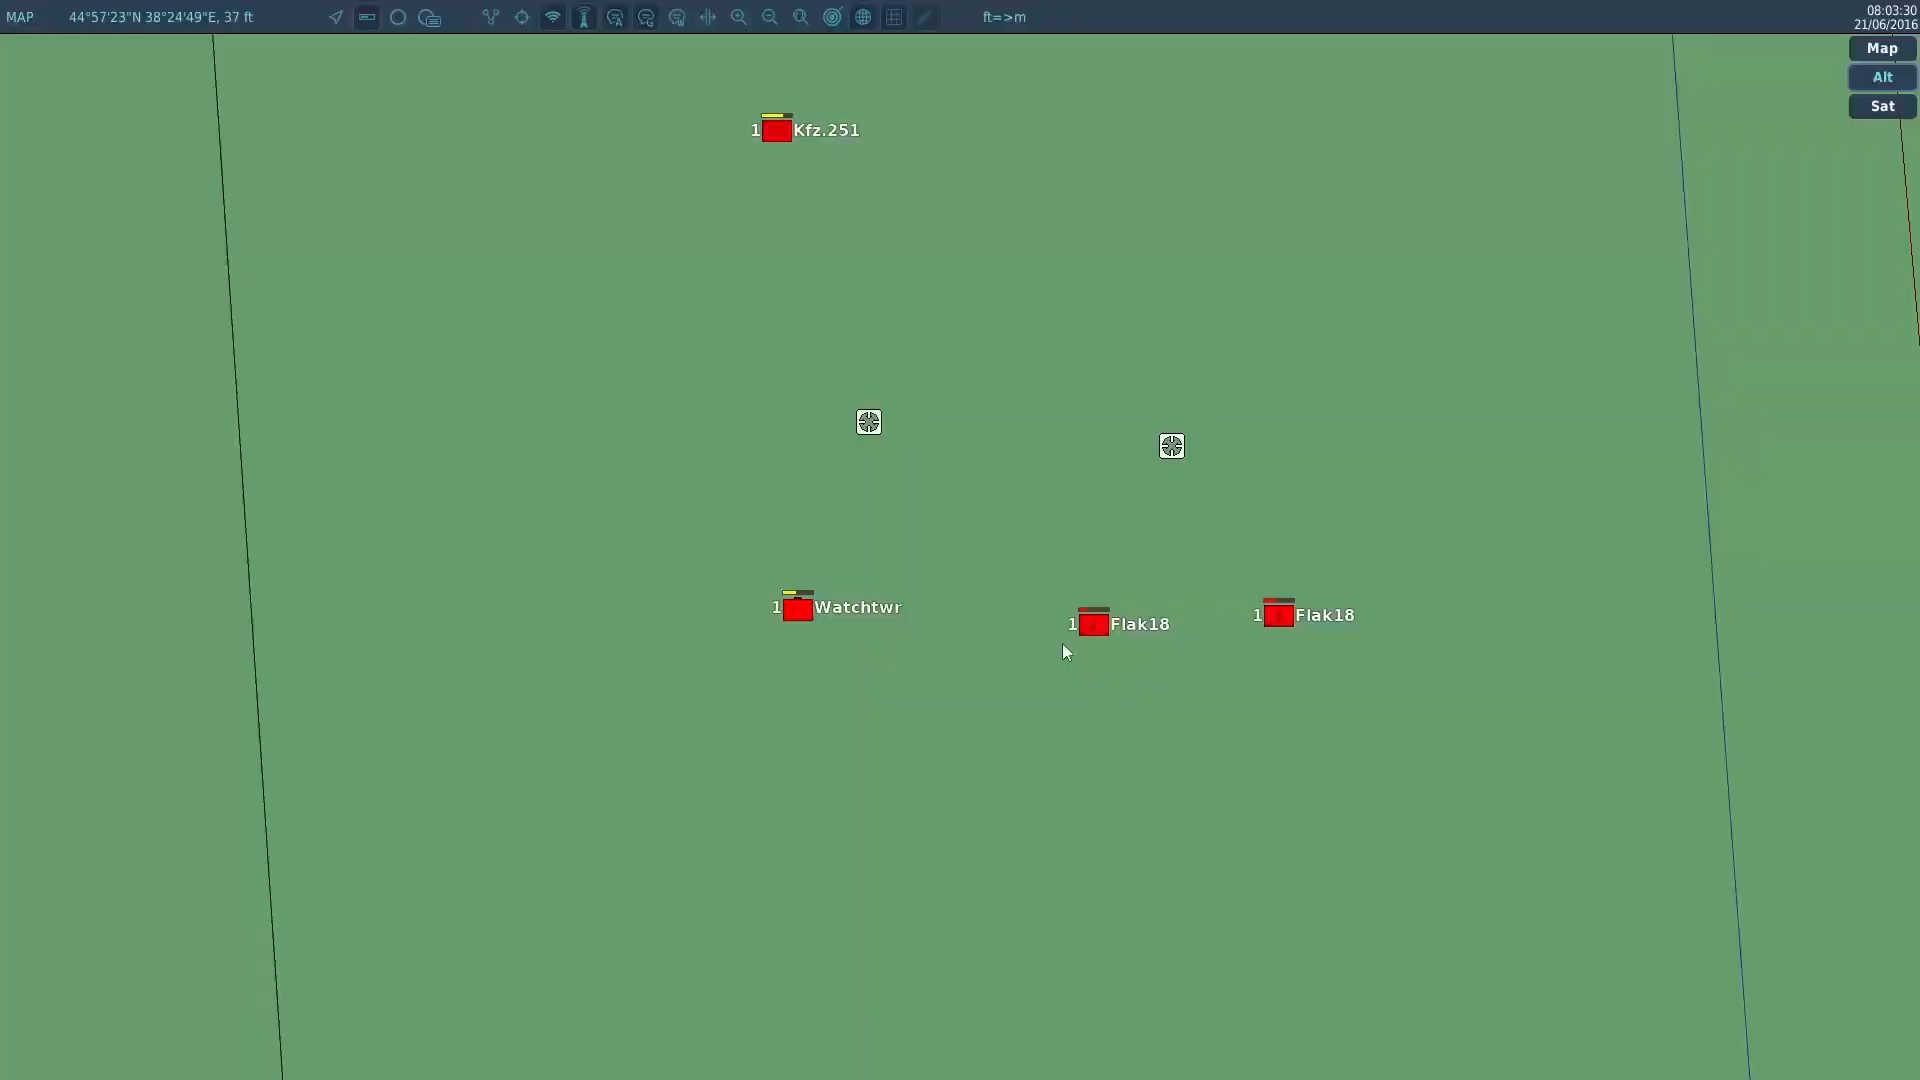 MAP 44°57'23"N 38°24'49"E, 37 ft ft=>m 08:03:30
21/06/2016
Map
Alt
Sat
1 Kfz.251
1 Watchtwr
1 Flak18
1 Flak18